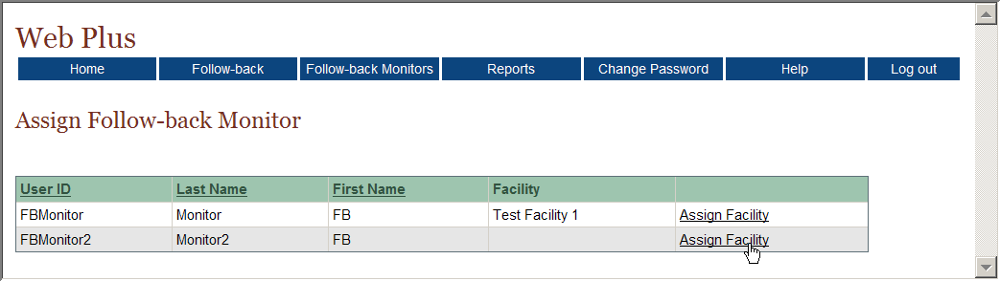 Web Plus
Home Follow-back Follow-back Monitors Reports Change Password Help Log out
Assign Follow-back Monitor
User ID Last Name First Name Facility
FBMonitor Monitor FB Test Facility 1 Assign Facility
FBMonitor2 Monitor2 FB Assign Facility